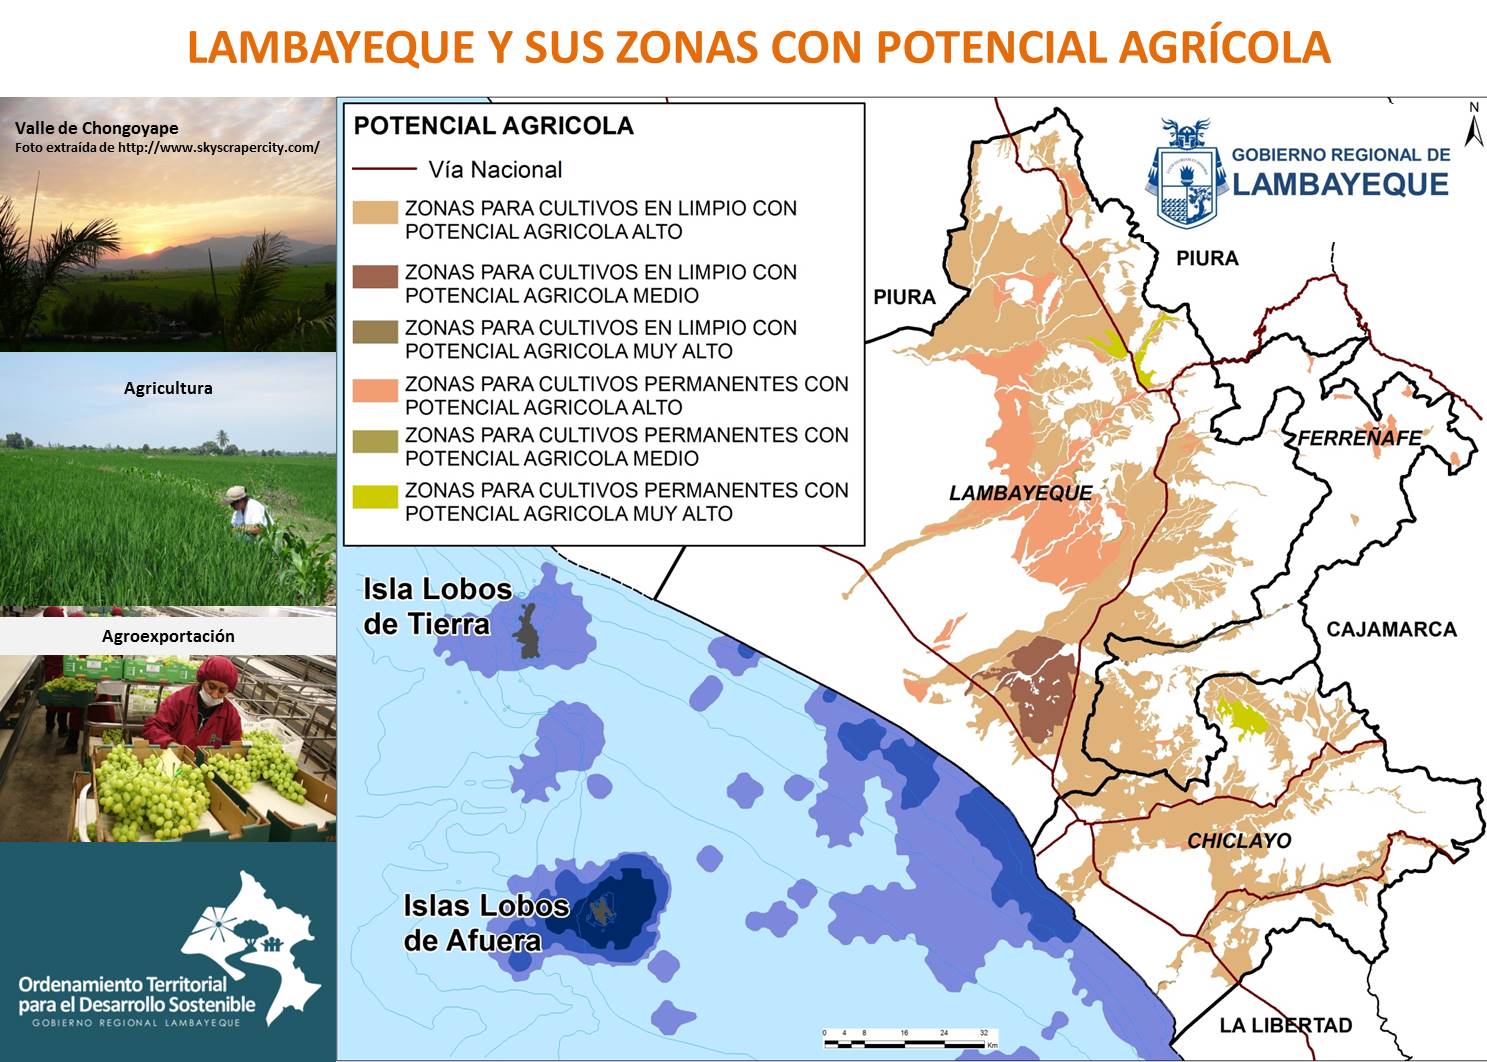 LAMBAYEQUE Y SUS ZONAS CON POTENCIAL AGRÍCOLA
Valle de Chongoyape
Foto extraída de http://www.skyscrapercity.com/
Agricultura
Agroexportación
Ordenamiento Territorial
para el Desarrollo Sostenible
GOBIERNO REGIONAL LAMBAYEQUE
POTENCIAL AGRICOLA
Vía Nacional
ZONAS PARA CULTIVOS EN LIMPIO CON
POTENCIAL AGRICOLA ALTO
ZONAS PARA CULTIVOS EN LIMPIO CON
POTENCIAL AGRICOLA MEDIO
ZONAS PARA CULTIVOS EN LIMPIO CON
POTENCIAL AGRICOLA MUY ALTO
ZONAS PARA CULTIVOS PERMANENTES CON
POTENCIAL AGRICOLA ALTO
ZONAS PARA CULTIVOS PERMANENTES CON
POTENCIAL AGRICOLA MEDIO
ZONAS PARA CULTIVOS PERMANENTES CON
POTENCIAL AGRICOLA MUY ALTO
N
GOBIERNO REGIONAL DE
LAMBAYEQUE
PIURA
PIURA
FERREÑAFE
LAMBAYEQUE
Isla Lobos
de Tierra
CAJAMARCA
CHICLAYO
Islas Lobos
de Afuera
LA LIBERTAD
0 4 8 16 24 32
Km